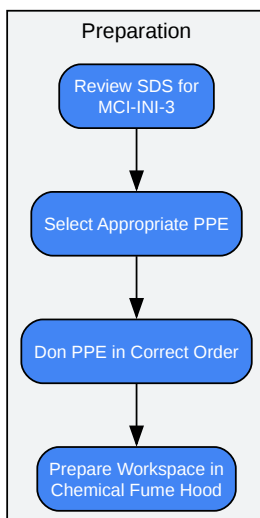 Preparation
Review SDS for
MCI-INI-3
Select Appropriate PPE
Don PPE in Correct Order
Prepare Workspace in
Chemical Fume Hood